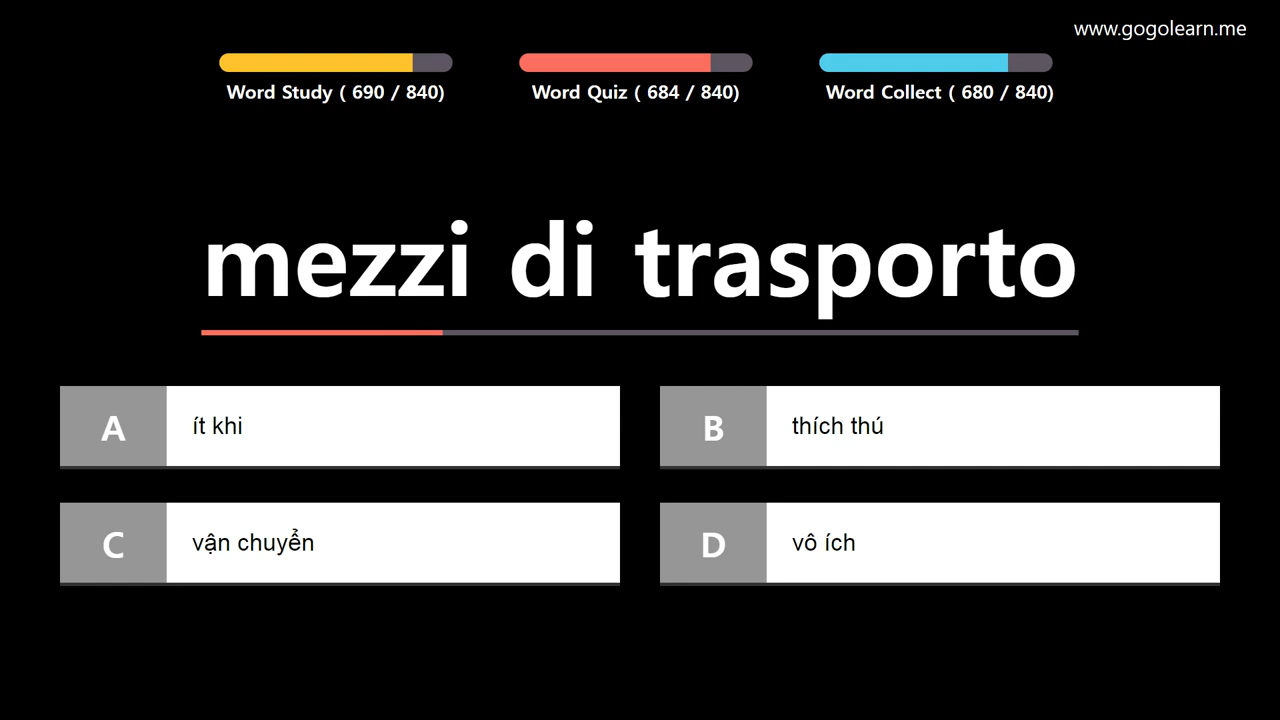 www.gogolearn.me
Word Study ( 690 / 840)
Word Quiz ( 684 / 840)
Word Collect ( 680 / 840)
mezzi di trasporto
A
ít khi
B
thích thú
C
vận chuyển
D
vô ích